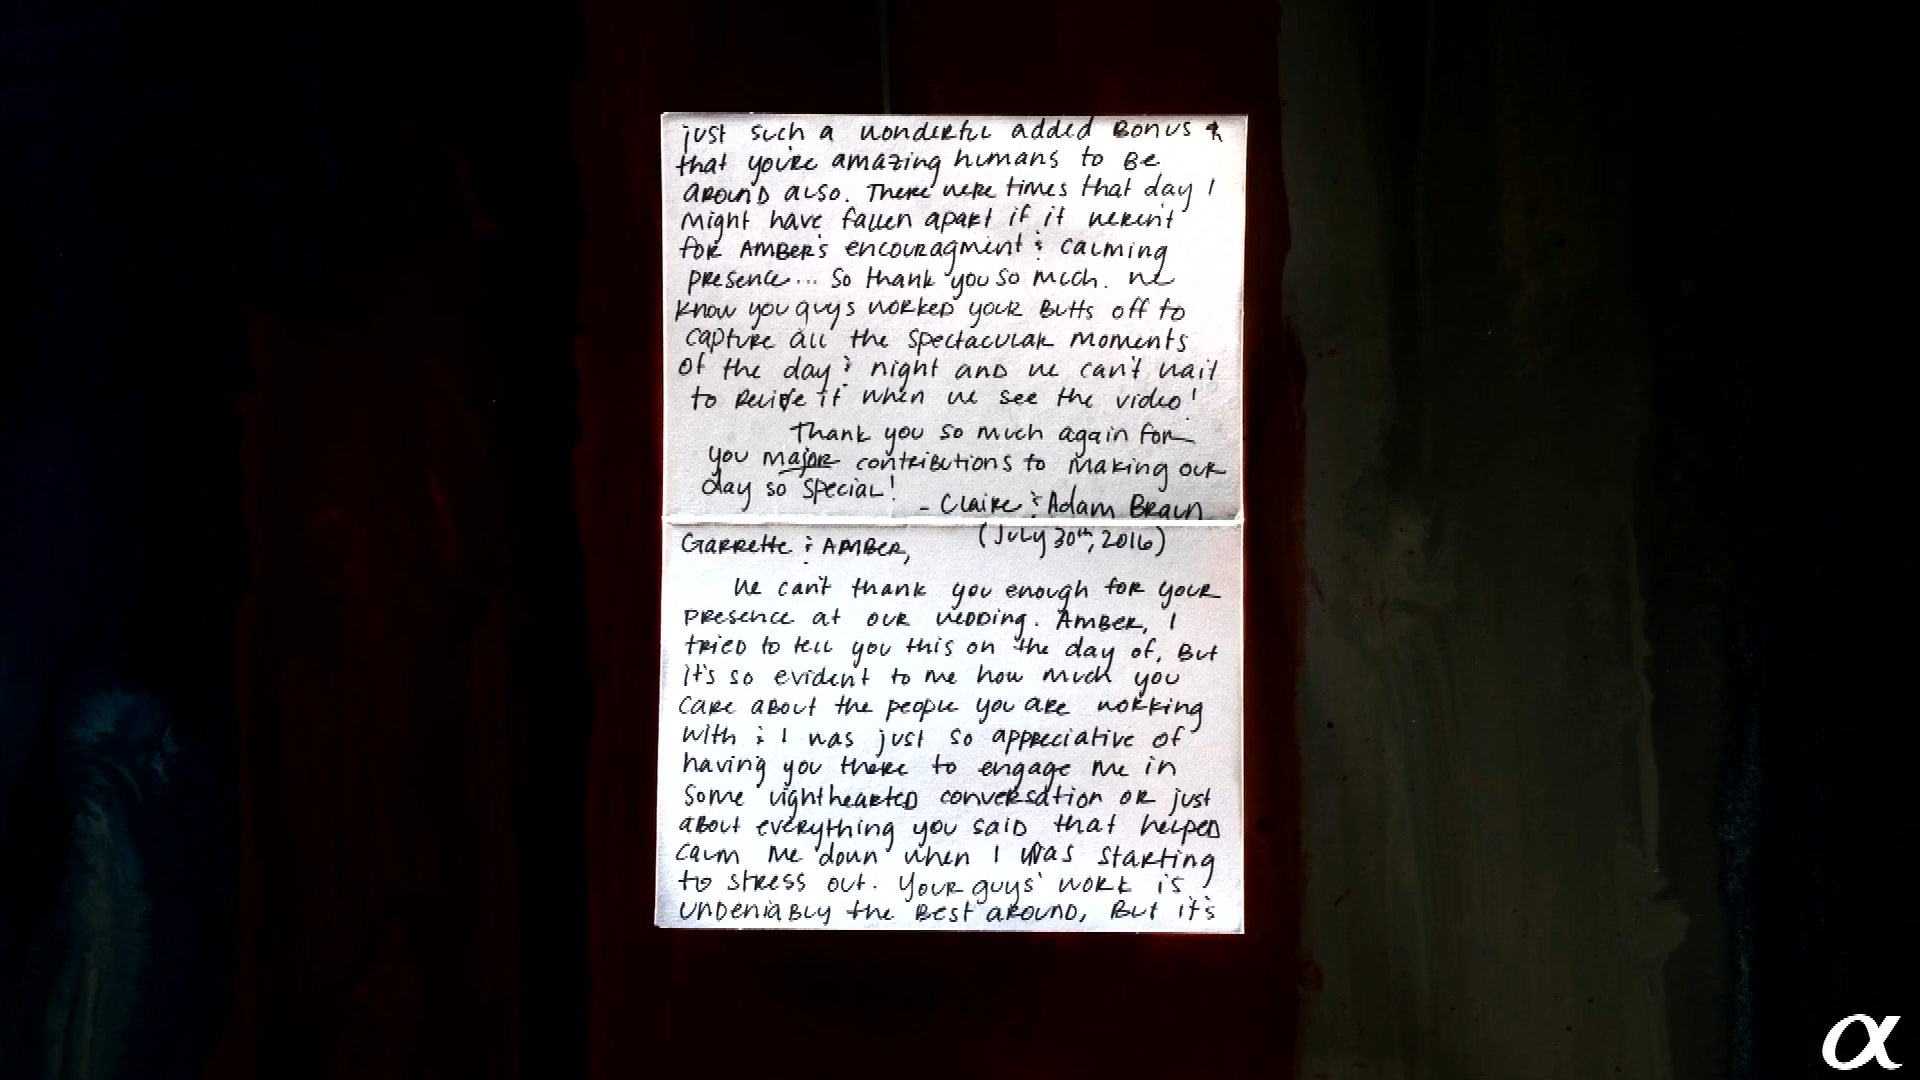 just such a wonderful added bonus
that you're amazing humans to be
around also. There were times that day I
might have fallen apart if it weren't
for Amber's encouragment & calming
presence... So thank you so much. We
know you guys worked your butts off to
capture all the spectacular moments
of the day & night and we can't wait
to relive it when we see the video!
Thank you so much again for
you major contributions to making our
day so special!
- Claire & Adam Braun
(July 30th, 2016)
Garrette & Amber,
We can't thank you enough for your
presence at our wedding. Amber, I
tried to tell you this on the day of, but
it's so evident to me how much you
care about the people you are working
with & I was just so appreciative of
having you there to engage me in
some lighthearted conversation or just
about everything you said that helped
calm me down when I was starting
to stress out. Your guys' work is
undeniably the best around, but it's
α